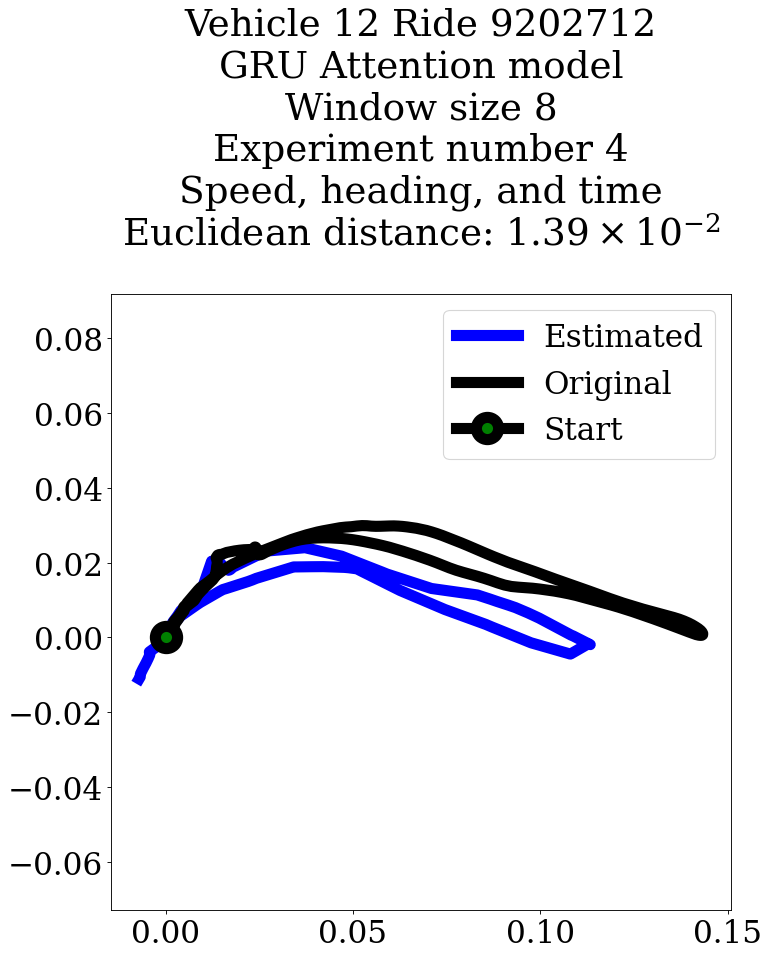 Vehicle 12 Ride 9202712
GRU Attention model
Window size 8
Experiment number 4
Speed, heading, and time
Euclidean distance: 1.39 × 10⁻²
Estimated
Original
Start
0.08
0.06
0.04
0.02
0.00
−0.02
−0.04
−0.06
0.00 0.05 0.10 0.15